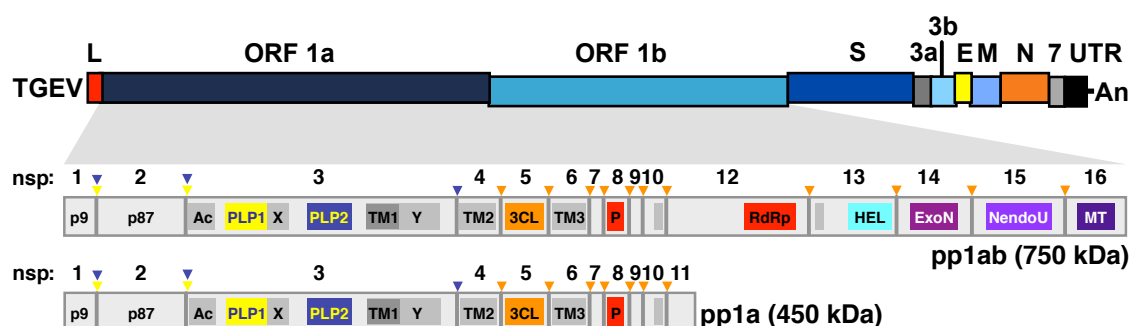 3b
L ORF 1a ORF 1b S 3a E M N 7 UTR
TGEV An
nsp: 1 2 3 4 5 6 7 8 9 10 12 13 14 15 16
p9 p87 Ac PLP1 X PLP2 TM1 Y TM2 3CL TM3 P RdRp HEL ExoN NendoU MT
pp1ab (750 kDa)
nsp: 1 2 3 4 5 6 7 8 9 10 11
p9 p87 Ac PLP1 X PLP2 TM1 Y TM2 3CL TM3 P pp1a (450 kDa)